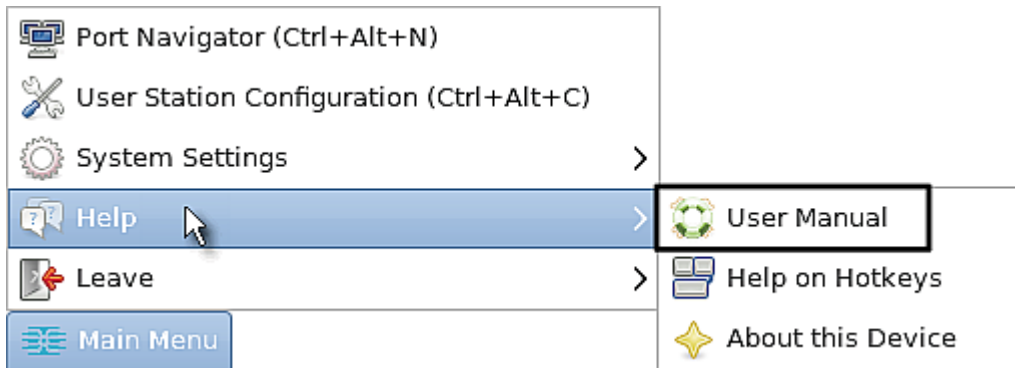 Port Navigator (Ctrl+Alt+N)
User Station Configuration (Ctrl+Alt+C)
System Settings
Help
User Manual
Leave
Help on Hotkeys
Main Menu
About this Device